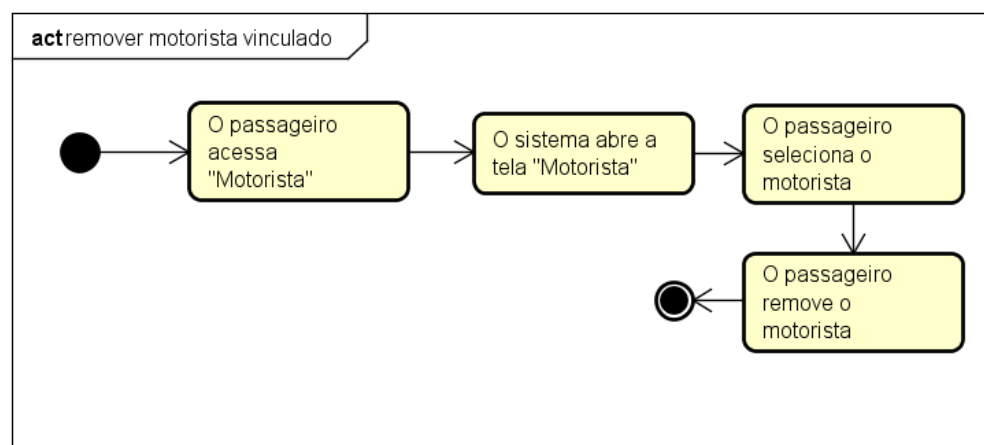 act remover motorista vinculado
O passageiro
acessa
"Motorista"
O sistema abre a
tela "Motorista"
O passageiro
seleciona o
motorista
O passageiro
remove o
motorista